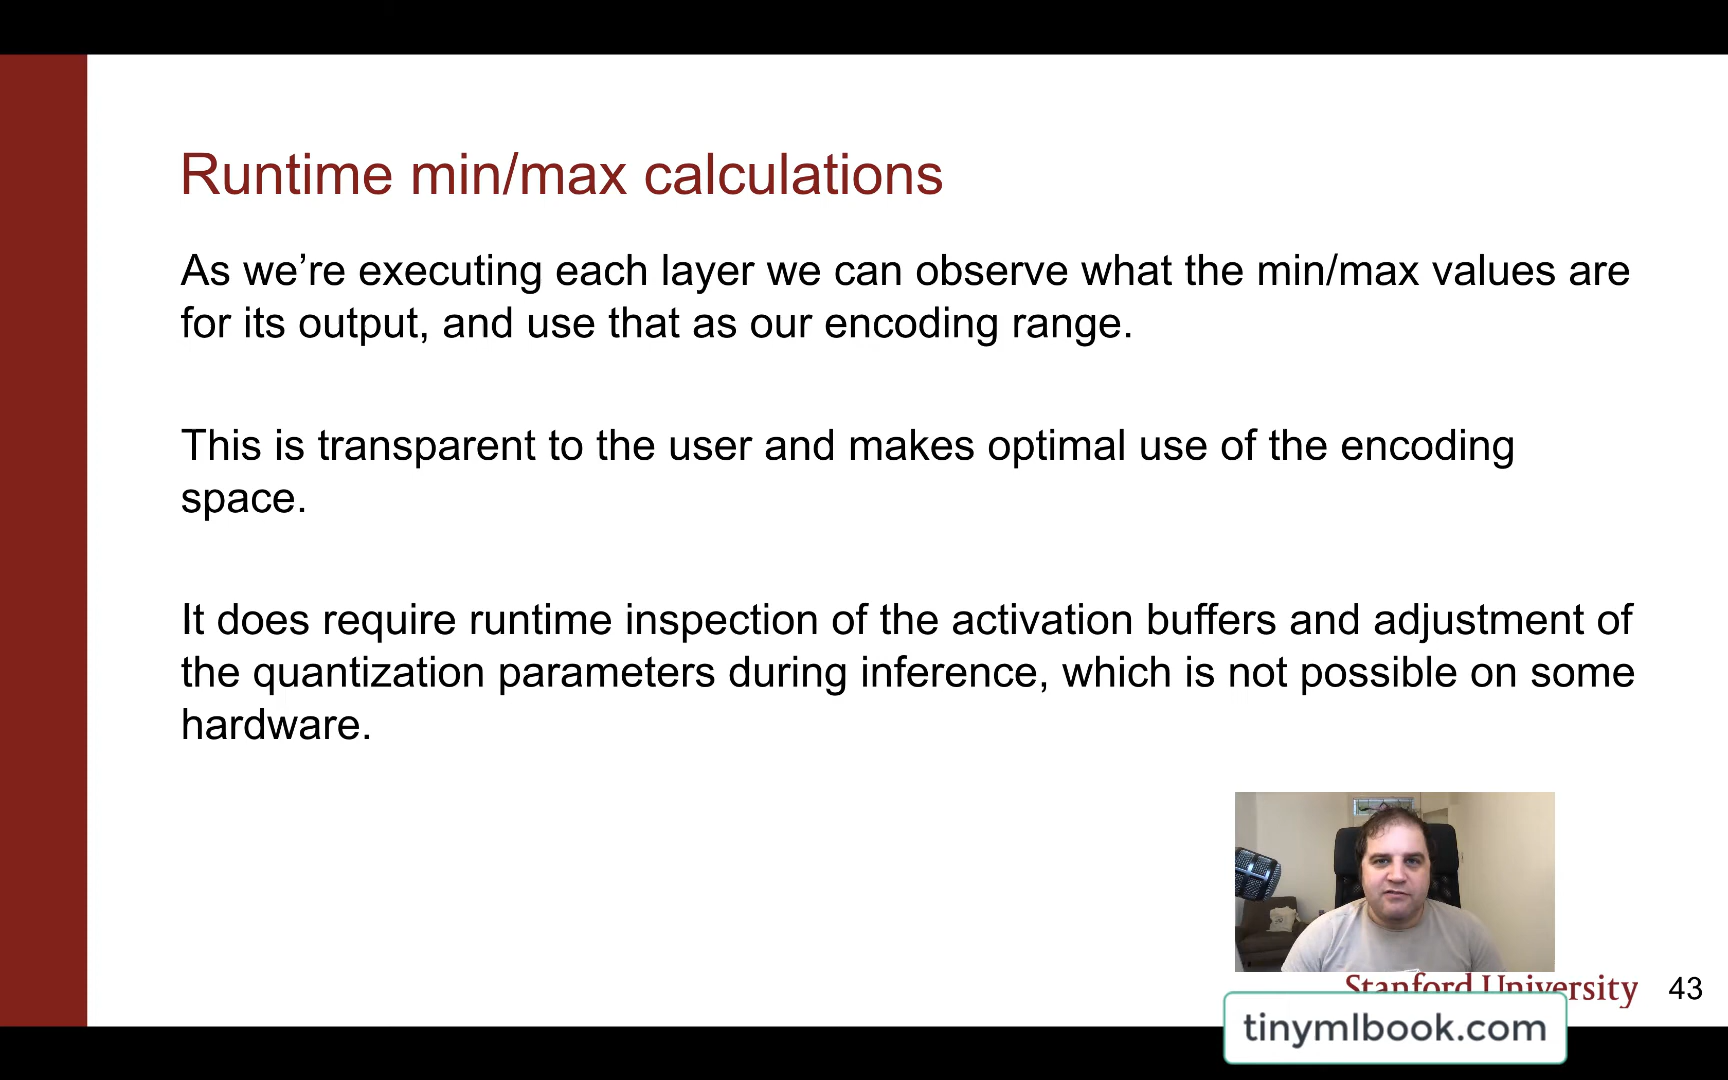 Runtime min/max calculations
As we’re executing each layer we can observe what the min/max values are
for its output, and use that as our encoding range.
This is transparent to the user and makes optimal use of the encoding
space.
It does require runtime inspection of the activation buffers and adjustment of
the quantization parameters during inference, which is not possible on some
hardware.
Stanford University 43
tinymlbook.com